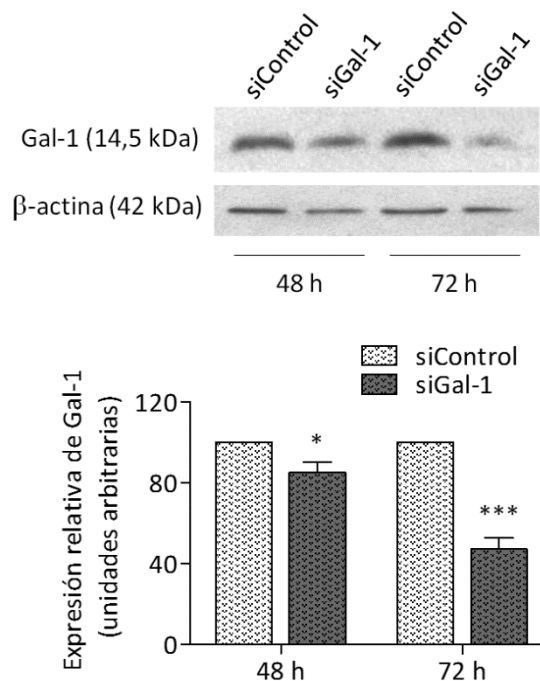 siControl
siGal-1
siControl
siGal-1
Gal-1 (14,5 kDa)
β-actina (42 kDa)
48 h
72 h
siControl
siGal-1
Expresión relativa de Gal-1
(unidades arbitrarias)
120
80
40
0
*
***
48 h
72 h